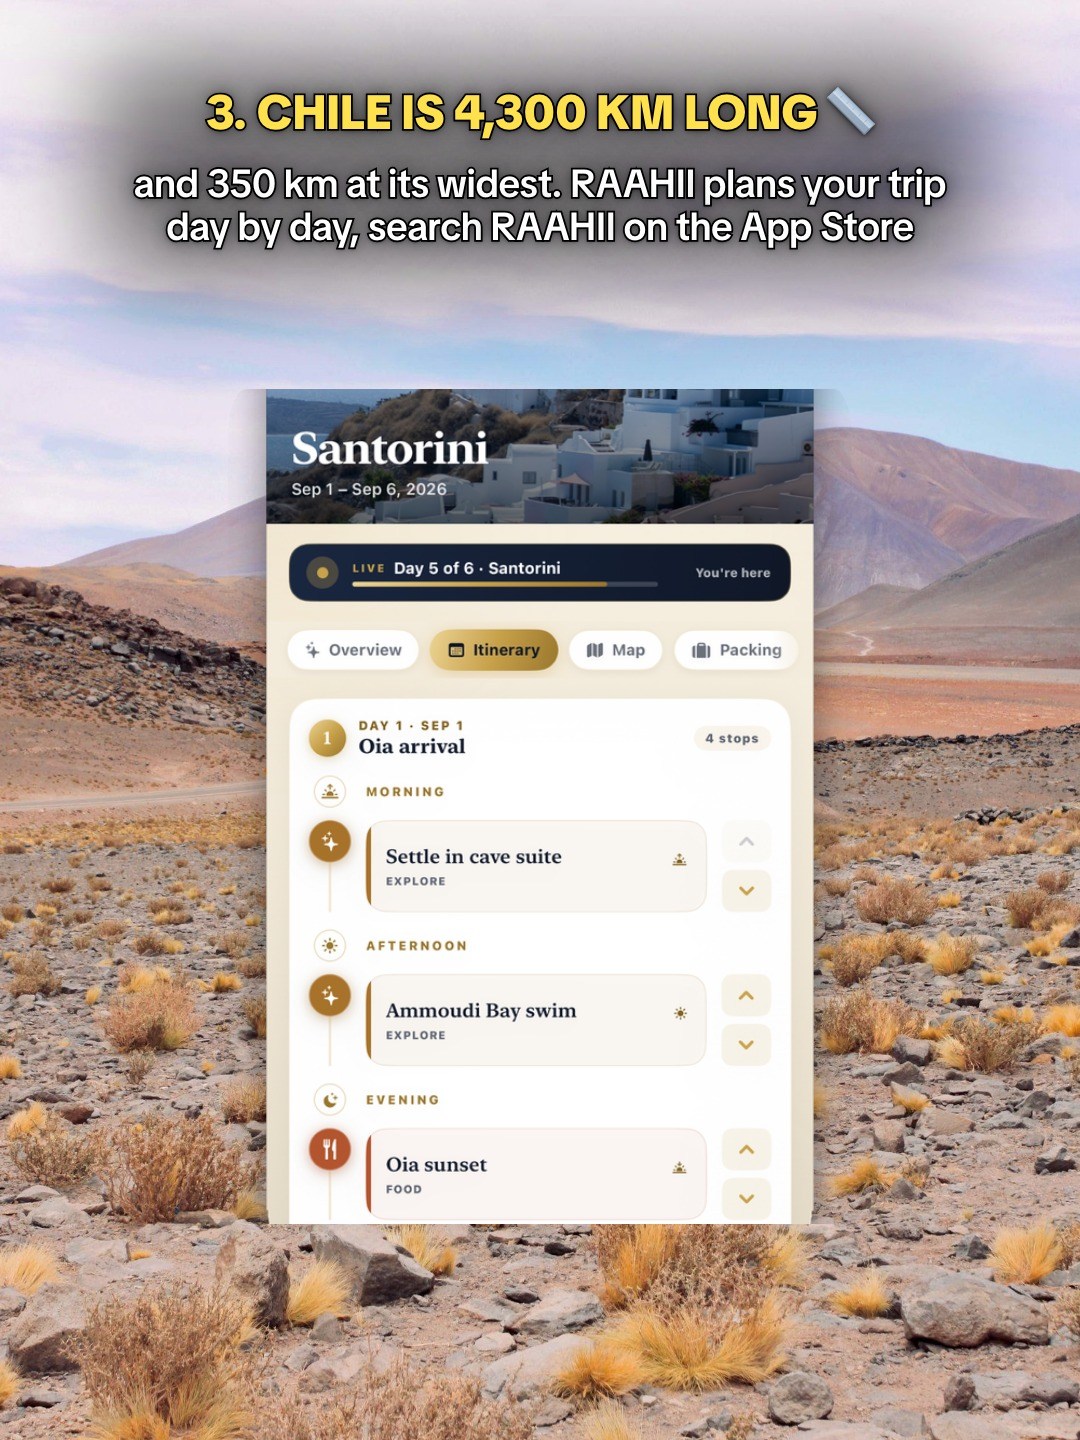 3. CHILE IS 4,300 KM LONG 📏
and 350 km at its widest. RAAHII plans your trip
day by day, search RAAHII on the App Store
Santorini
Sep 1 – Sep 6, 2026
LIVE Day 5 of 6 · Santorini
You're here
Overview
Itinerary
Map
Packing
1
DAY 1 · SEP 1
Oia arrival
4 stops
MORNING
Settle in cave suite
EXPLORE
AFTERNOON
Ammoudi Bay swim
EXPLORE
EVENING
Oia sunset
FOOD